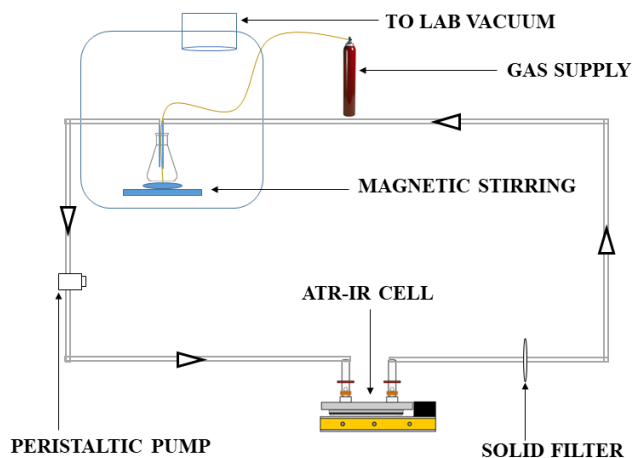 TO LAB VACUUM
GAS SUPPLY
MAGNETIC STIRRING
ATR-IR CELL
PERISTALTIC PUMP
SOLID FILTER